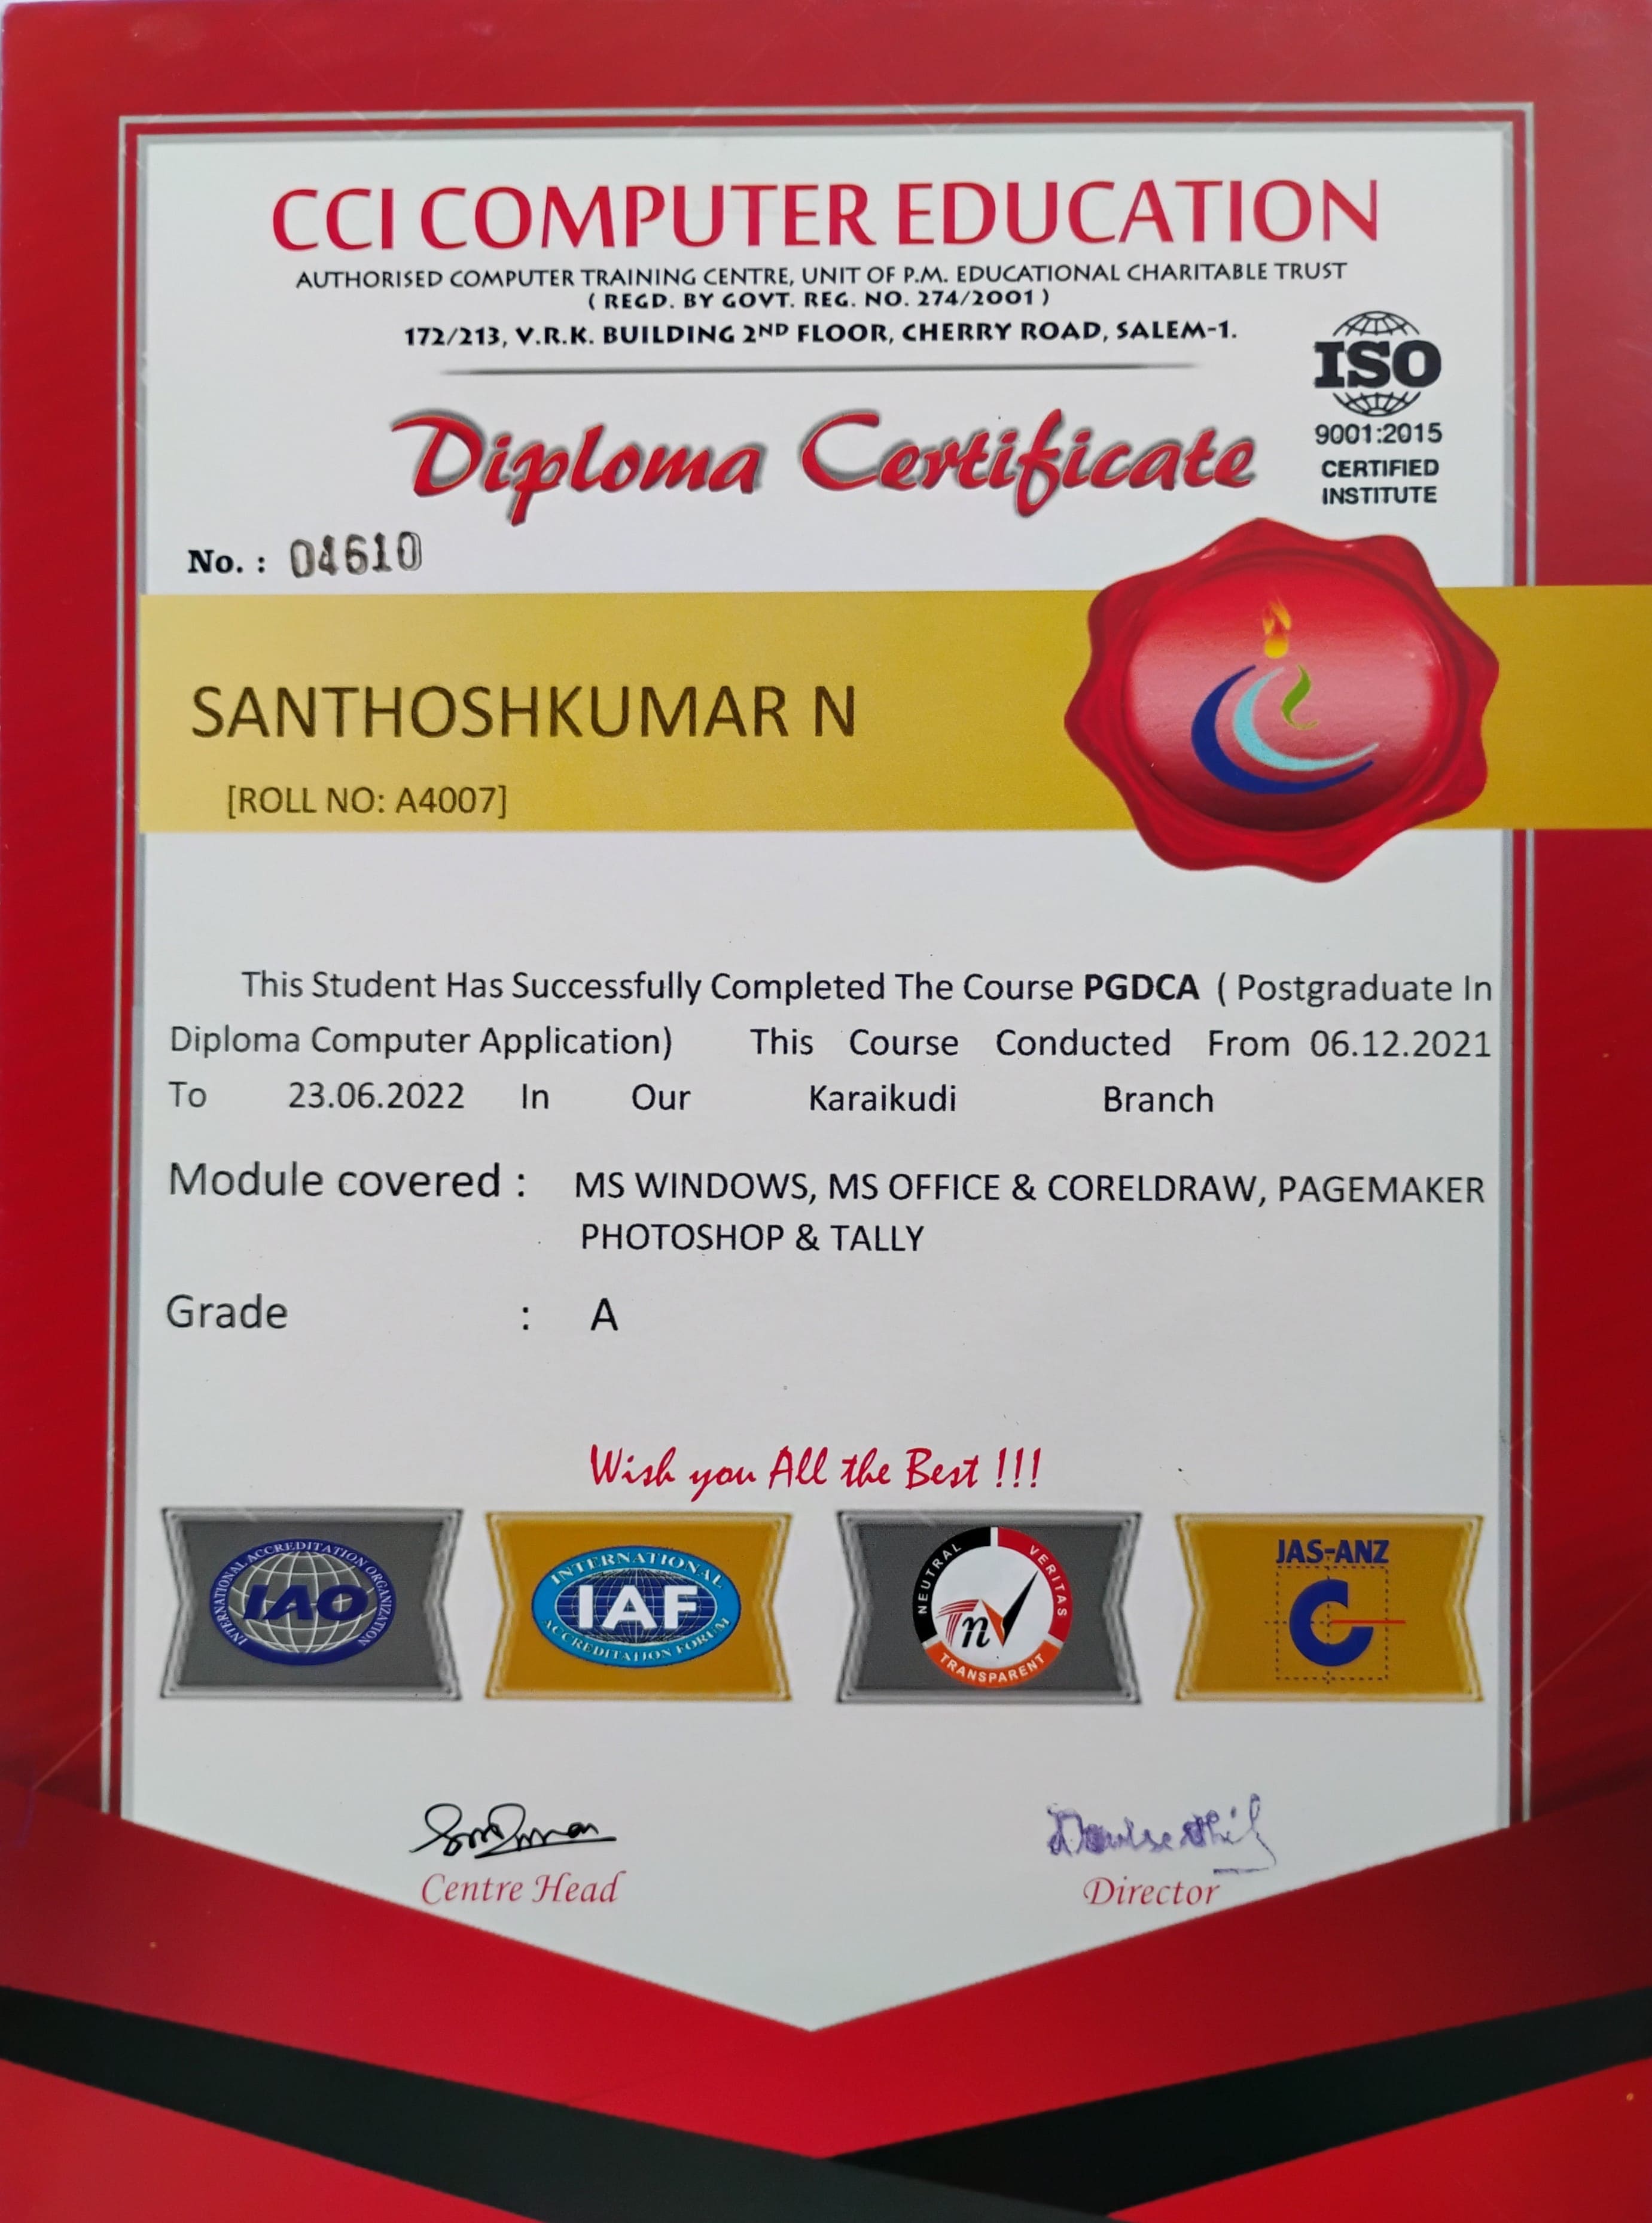 CCI COMPUTER EDUCATION
AUTHORISED COMPUTER TRAINING CENTRE, UNIT OF P.M. EDUCATIONAL CHARITABLE TRUST
( REGD. BY GOVT. REG. NO. 274/2001 )
172/213, V.R.K. BUILDING 2ND FLOOR, CHERRY ROAD, SALEM-1.
ISO
9001:2015
CERTIFIED
INSTITUTE
Diploma Certificate
No. : 04610
SANTHOSHKUMAR N
[ROLL NO: A4007]
This Student Has Successfully Completed The Course PGDCA ( Postgraduate In
Diploma Computer Application) This Course Conducted From 06.12.2021
To 23.06.2022 In Our Karaikudi Branch
Module covered : MS WINDOWS, MS OFFICE & CORELDRAW, PAGEMAKER
PHOTOSHOP & TALLY
Grade : A
Wish you All the Best !!!
INTERNATIONAL ACCREDITATION ORGANIZATION
IAO
INTERNATIONAL
IAF
ACCREDITATION FORUM
NEUTRAL VERITAS
TNV
TRANSPARENT
JAS-ANZ
Centre Head
Director